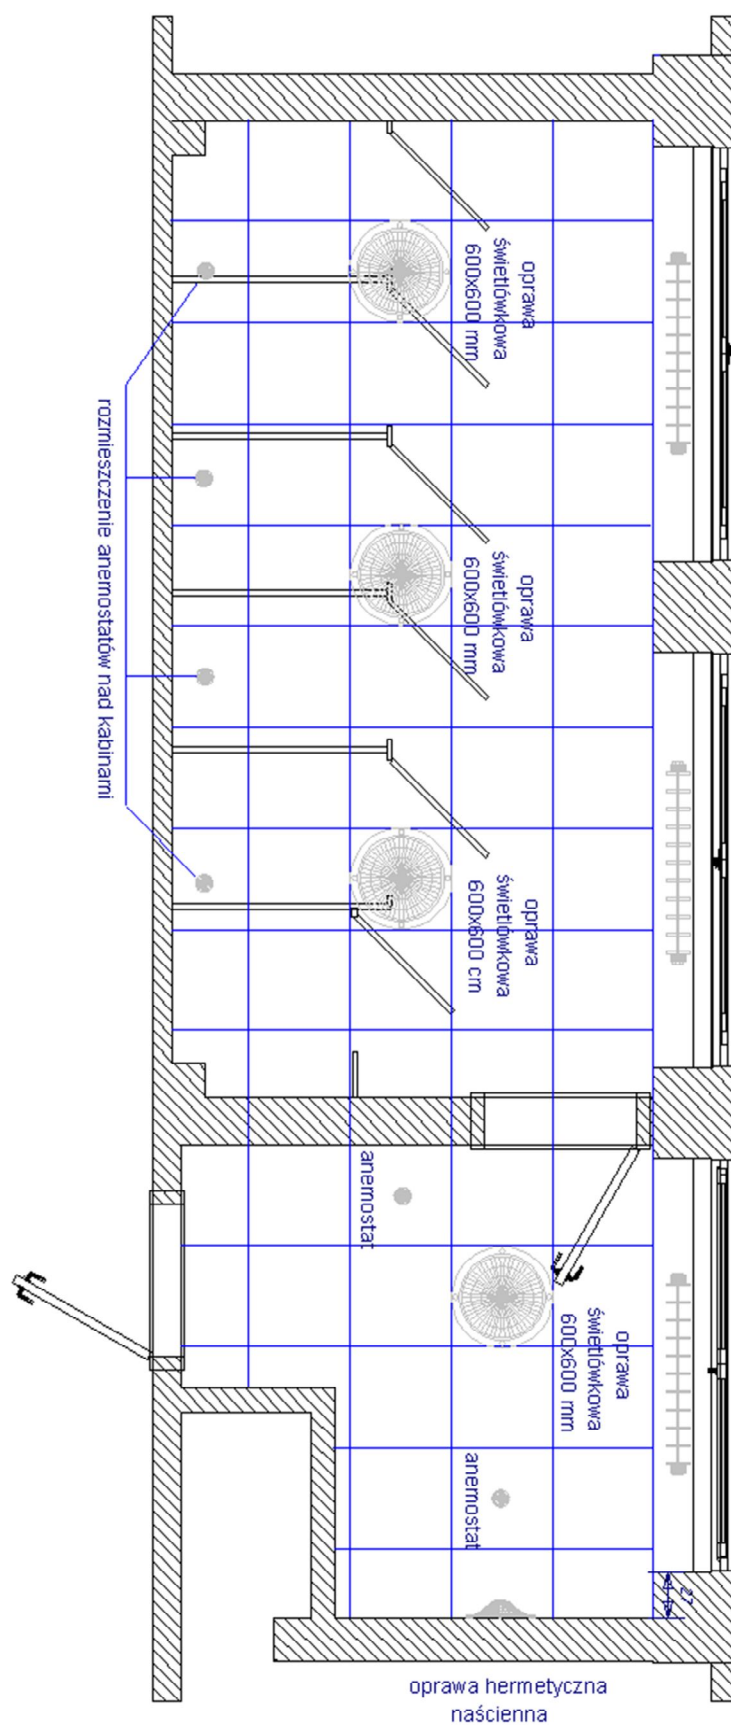 oprawa
świetlówkowa
600x600 mm
oprawa
świetlówkowa
600x600 mm
rozmieszczenie anemostatów nad kabinami
oprawa
świetlówkowa
600x600 cm
anemostat
oprawa
świetlówkowa
600x600 mm
anemostat
27
oprawa hermetyczna
naścienna